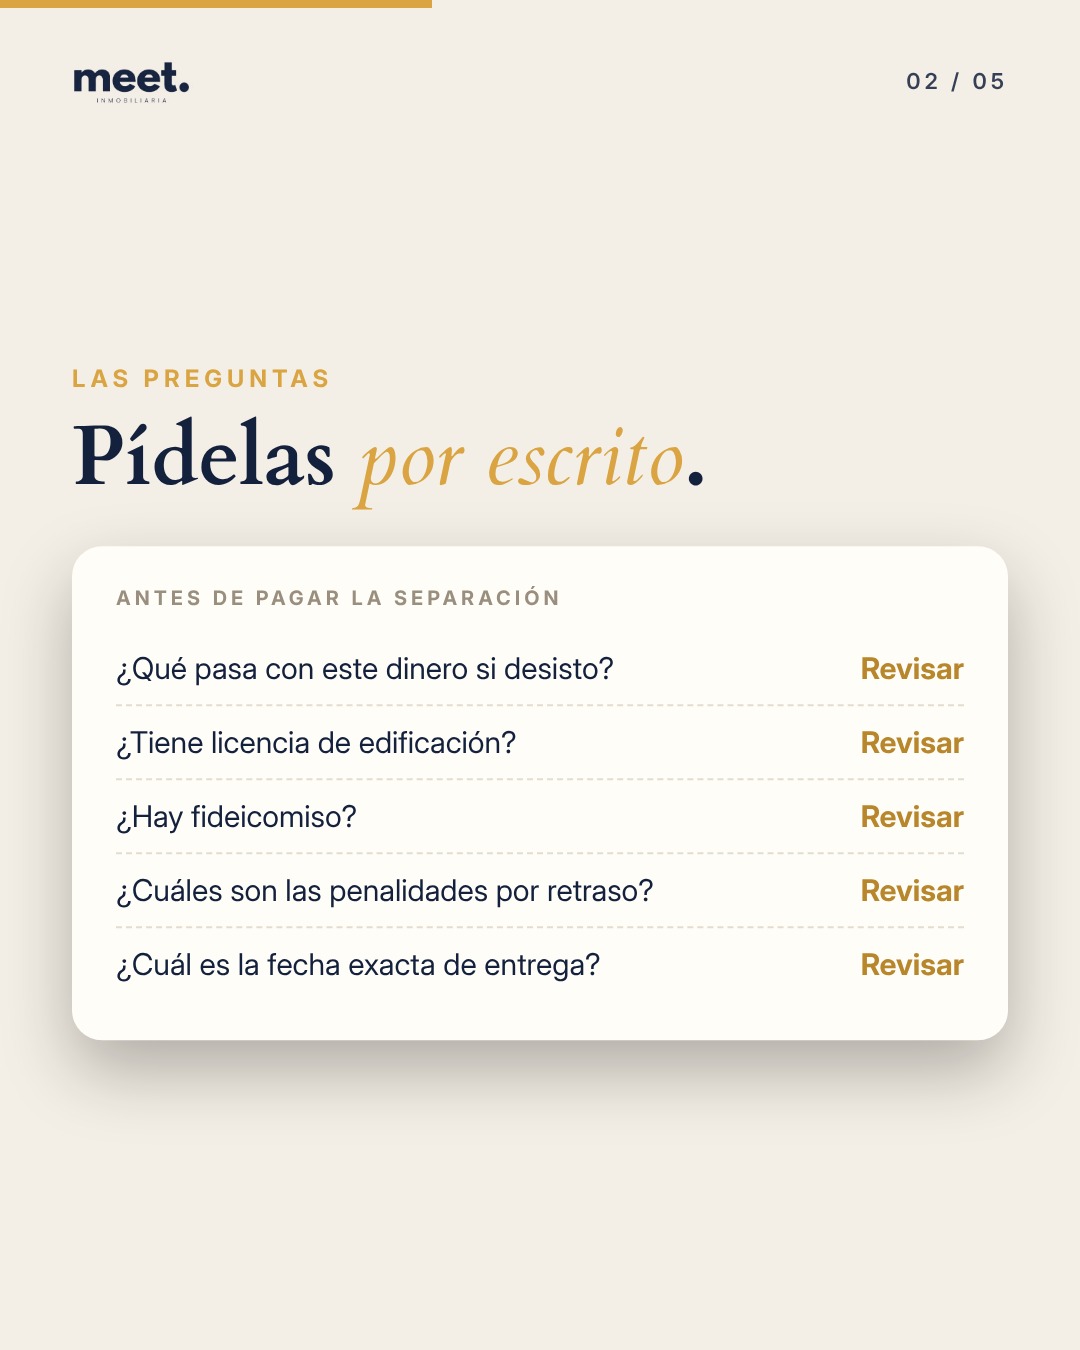 meet.
INMOBILIARIA
02 / 05
LAS PREGUNTAS
Pídelas por escrito.
ANTES DE PAGAR LA SEPARACIÓN
¿Qué pasa con este dinero si desisto? Revisar
¿Tiene licencia de edificación? Revisar
¿Hay fideicomiso? Revisar
¿Cuáles son las penalidades por retraso? Revisar
¿Cuál es la fecha exacta de entrega? Revisar